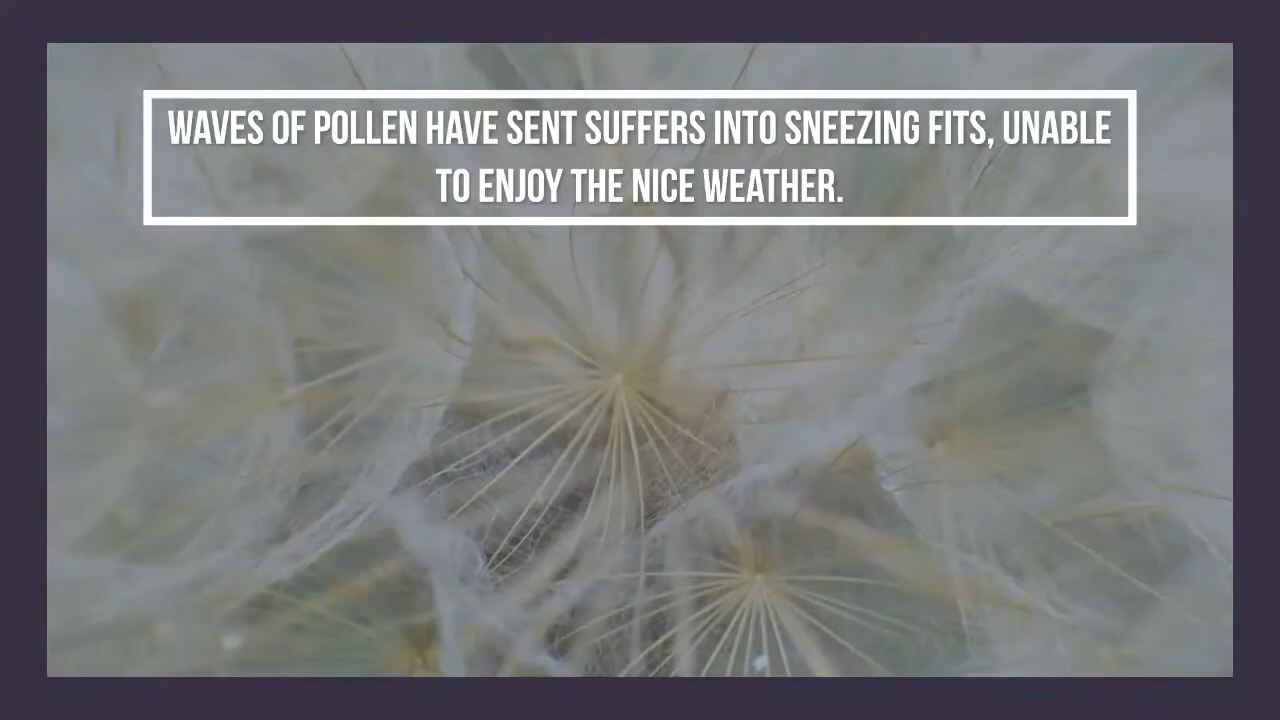 WAVES OF POLLEN HAVE SENT SUFFERS INTO SNEEZING FITS, UNABLE
TO ENJOY THE NICE WEATHER.